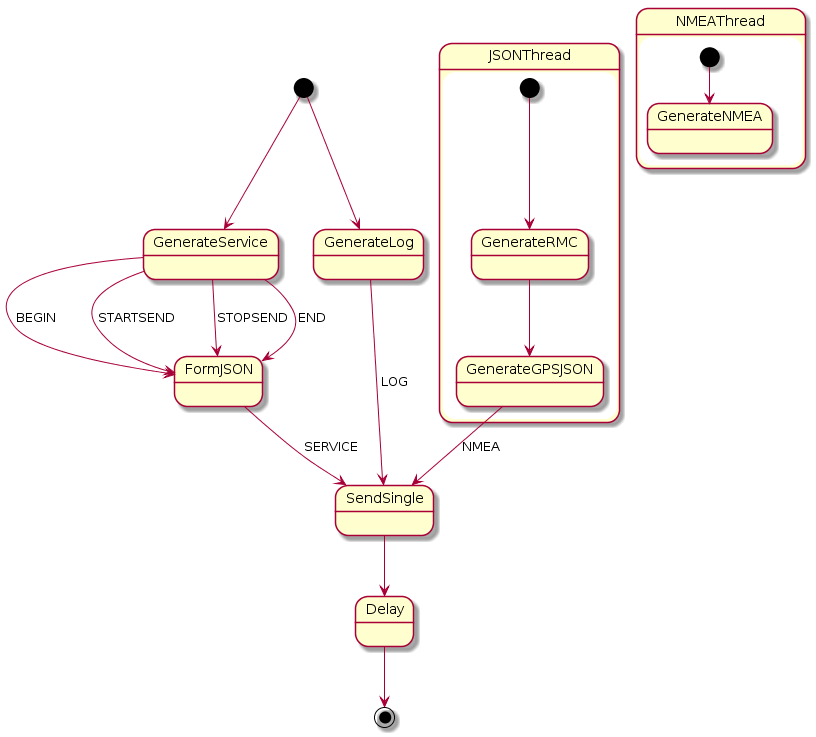 NMEAThread
JSONThread
GenerateNMEA
GenerateService
GenerateLog
GenerateRMC
BEGIN
STARTSEND
STOPSEND
END
FormJSON
GenerateGPSJSON
LOG
SERVICE
NMEA
SendSingle
Delay